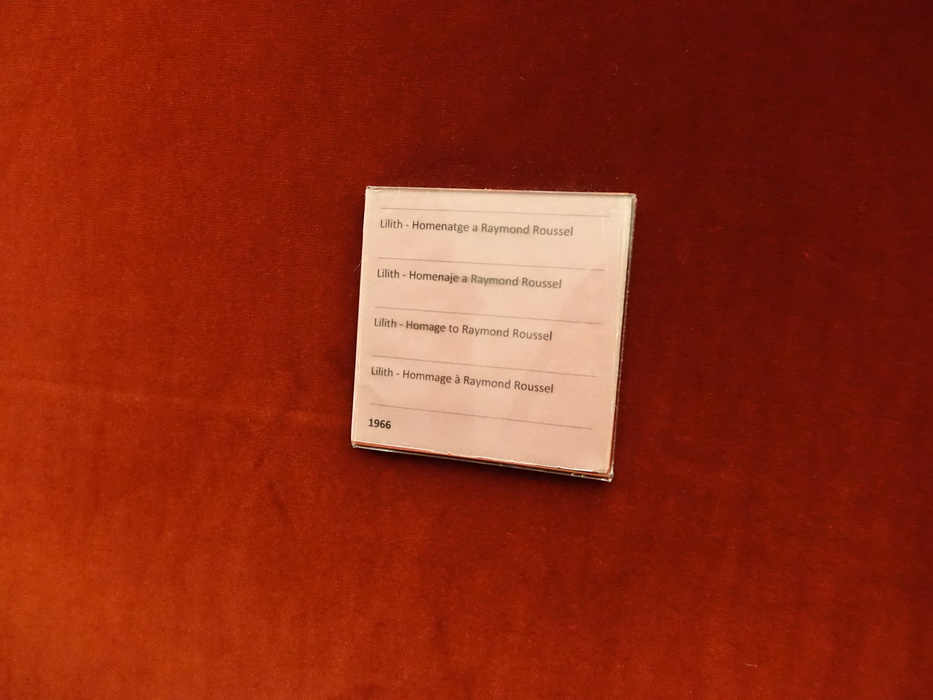 Lilith - Homenatge a Raymond Roussel
Lilith - Homenaje a Raymond Roussel
Lilith - Homage to Raymond Roussel
Lilith - Hommage à Raymond Roussel
1966